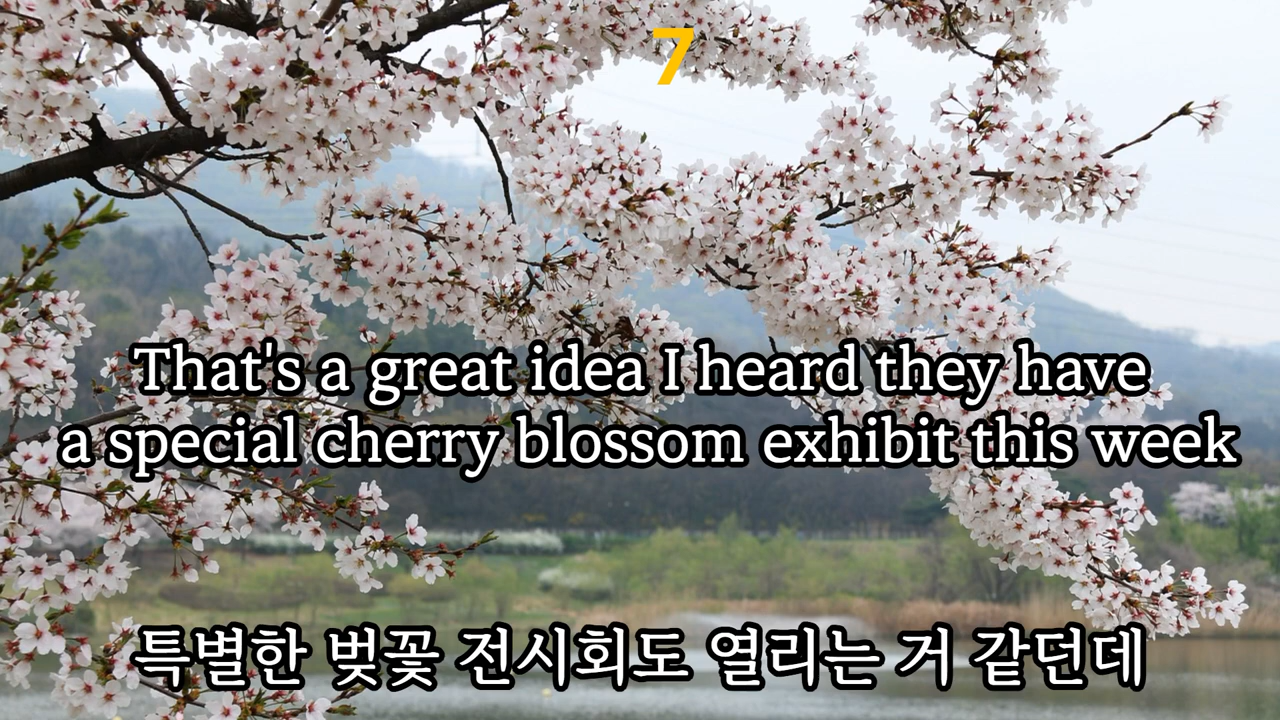 7
That's a great idea I heard they have
a special cherry blossom exhibit this week
특별한 벚꽃 전시회도 열리는 거 같던데